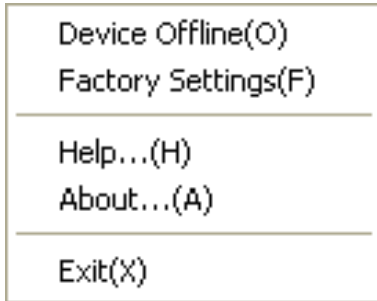 Device Offline(O)
Factory Settings(F)
Help...(H)
About...(A)
Exit(X)